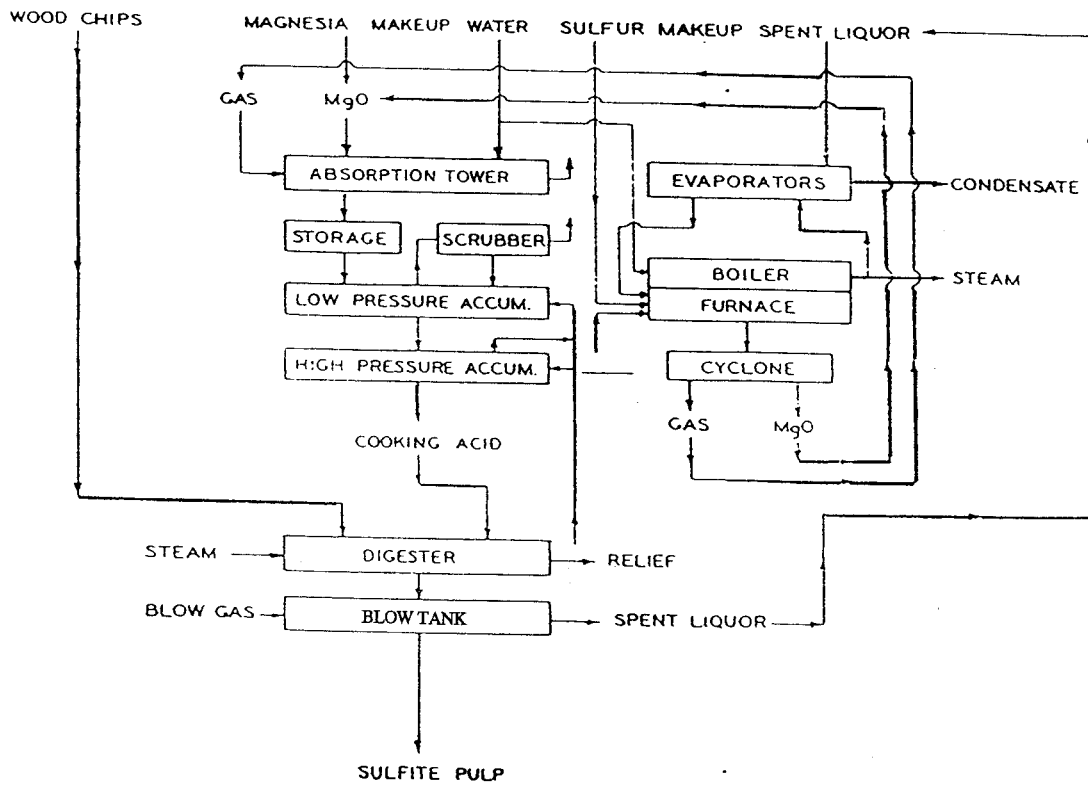 WOOD CHIPS
MAGNESIA MAKEUP WATER SULFUR MAKEUP SPENT LIQUOR
GAS MgO
ABSORPTION TOWER
EVAPORATORS
CONDENSATE
STORAGE
SCRUBBER
BOILER
STEAM
LOW PRESSURE ACCUM.
FURNACE
HIGH PRESSURE ACCUM.
CYCLONE
GAS MgO
COOKING ACID
STEAM
DIGESTER
RELIEF
BLOW GAS
BLOW TANK
SPENT LIQUOR
SULFITE PULP